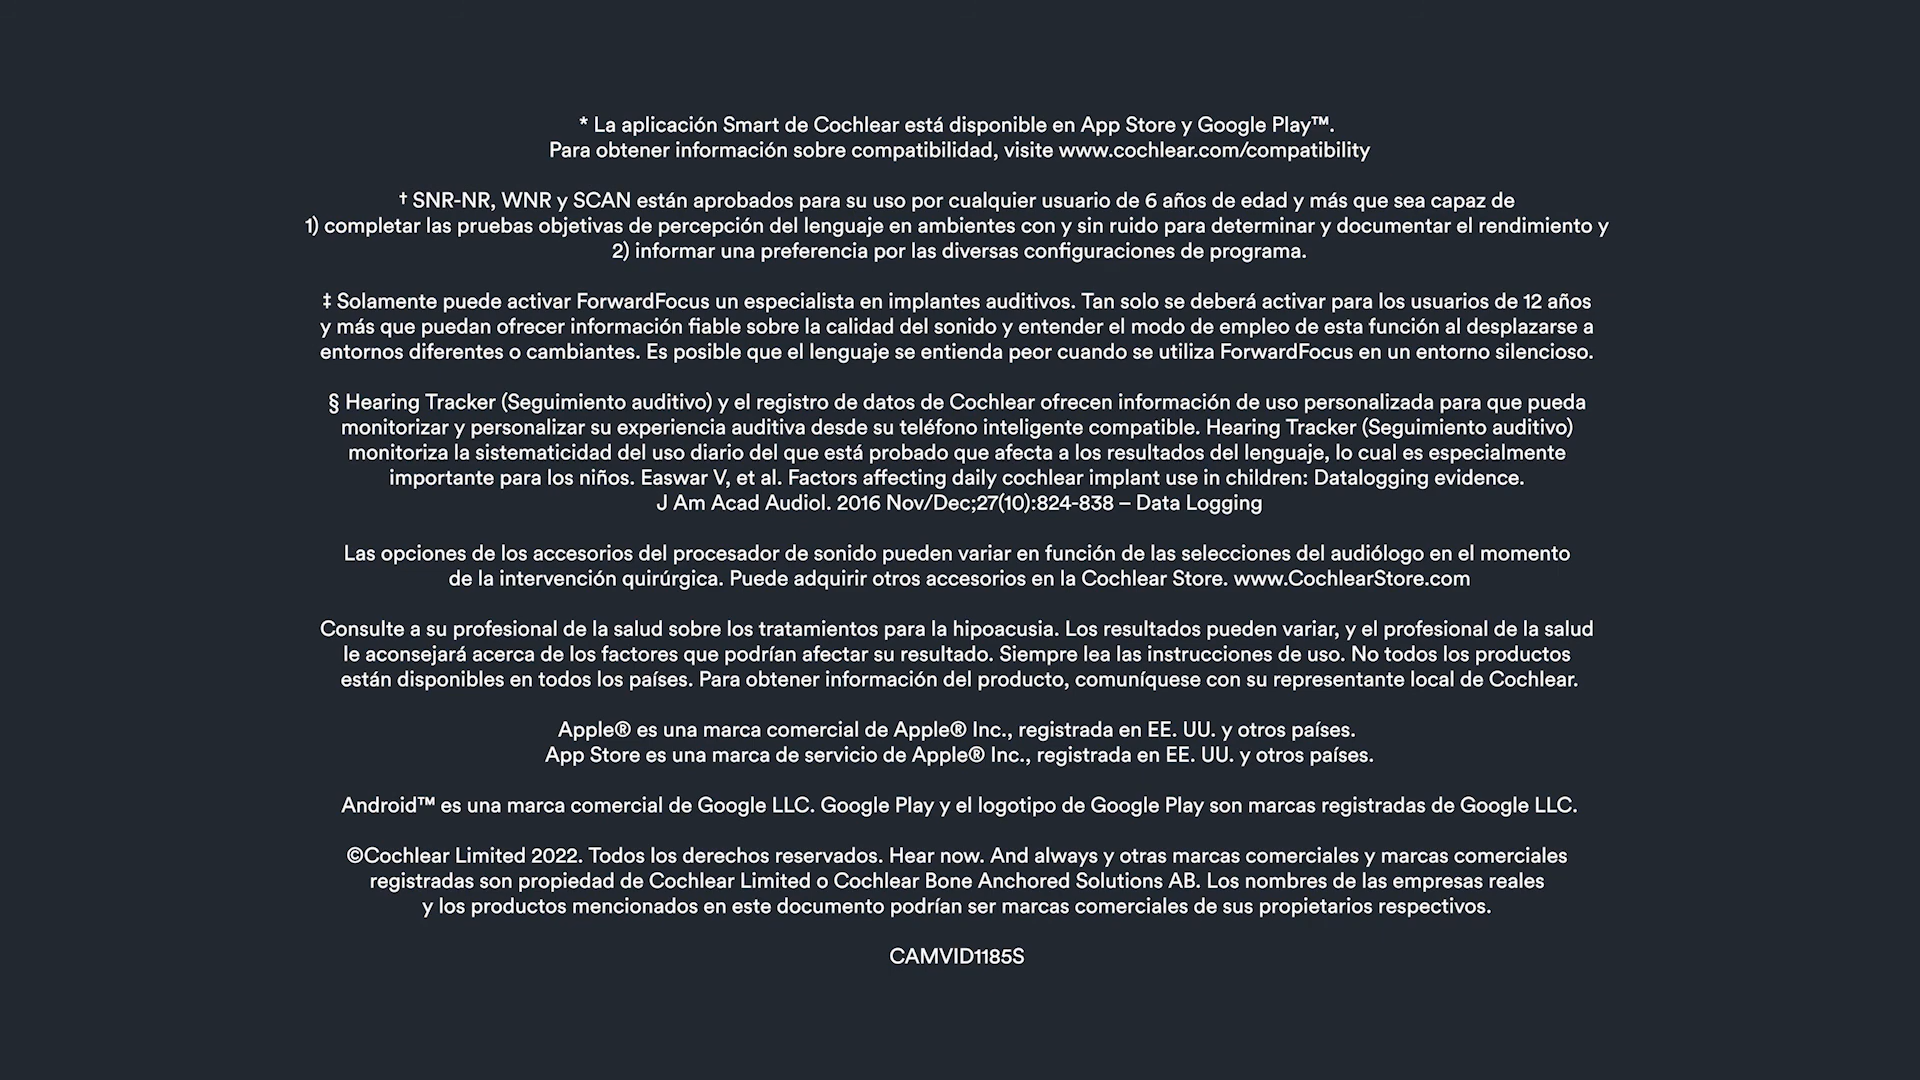 * La aplicación Smart de Cochlear está disponible en App Store y Google Play™.
Para obtener información sobre compatibilidad, visite www.cochlear.com/compatibility
† SNR-NR, WNR y SCAN están aprobados para su uso por cualquier usuario de 6 años de edad y más que sea capaz de
1) completar las pruebas objetivas de percepción del lenguaje en ambientes con y sin ruido para determinar y documentar el rendimiento y
2) informar una preferencia por las diversas configuraciones de programa.
‡ Solamente puede activar ForwardFocus un especialista en implantes auditivos. Tan solo se deberá activar para los usuarios de 12 años
y más que puedan ofrecer información fiable sobre la calidad del sonido y entender el modo de empleo de esta función al desplazarse a
entornos diferentes o cambiantes. Es posible que el lenguaje se entienda peor cuando se utiliza ForwardFocus en un entorno silencioso.
§ Hearing Tracker (Seguimiento auditivo) y el registro de datos de Cochlear ofrecen información de uso personalizada para que pueda
monitorizar y personalizar su experiencia auditiva desde su teléfono inteligente compatible. Hearing Tracker (Seguimiento auditivo)
monitoriza la sistematicidad del uso diario del que está probado que afecta a los resultados del lenguaje, lo cual es especialmente
importante para los niños. Easwar V, et al. Factors affecting daily cochlear implant use in children: Datalogging evidence.
J Am Acad Audiol. 2016 Nov/Dec;27(10):824-838 – Data Logging
Las opciones de los accesorios del procesador de sonido pueden variar en función de las selecciones del audiólogo en el momento
de la intervención quirúrgica. Puede adquirir otros accesorios en la Cochlear Store. www.CochlearStore.com
Consulte a su profesional de la salud sobre los tratamientos para la hipoacusia. Los resultados pueden variar, y el profesional de la salud
le aconsejará acerca de los factores que podrían afectar su resultado. Siempre lea las instrucciones de uso. No todos los productos
están disponibles en todos los países. Para obtener información del producto, comuníquese con su representante local de Cochlear.
Apple® es una marca comercial de Apple® Inc., registrada en EE. UU. y otros países.
App Store es una marca de servicio de Apple® Inc., registrada en EE. UU. y otros países.
Android™ es una marca comercial de Google LLC. Google Play y el logotipo de Google Play son marcas registradas de Google LLC.
©Cochlear Limited 2022. Todos los derechos reservados. Hear now. And always y otras marcas comerciales y marcas comerciales
registradas son propiedad de Cochlear Limited o Cochlear Bone Anchored Solutions AB. Los nombres de las empresas reales
y los productos mencionados en este documento podrían ser marcas comerciales de sus propietarios respectivos.
CAMVID1185S